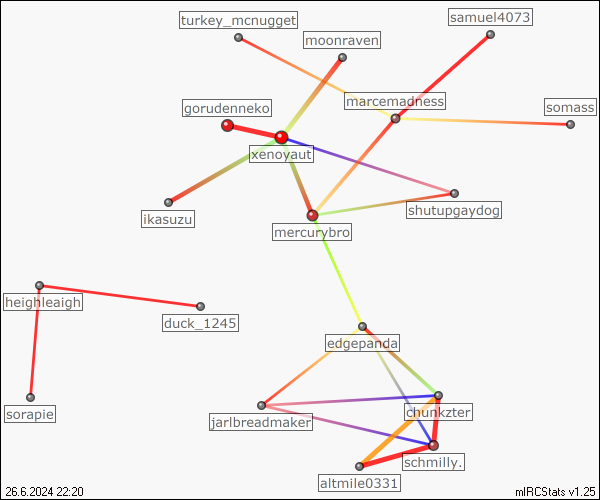 samuel4073
turkey_mcnugget
moonraven
marcemadness
gorudenneko
somass
xenoyaut
shutupgaydog
ikasuzu
mercurybro
heighleaigh
duck_1245
edgepanda
sorapie
chunkzter
jarlbreadmaker
schmilly.
altmile0331
26.6.2024 22:20
mIRCStats v1.25